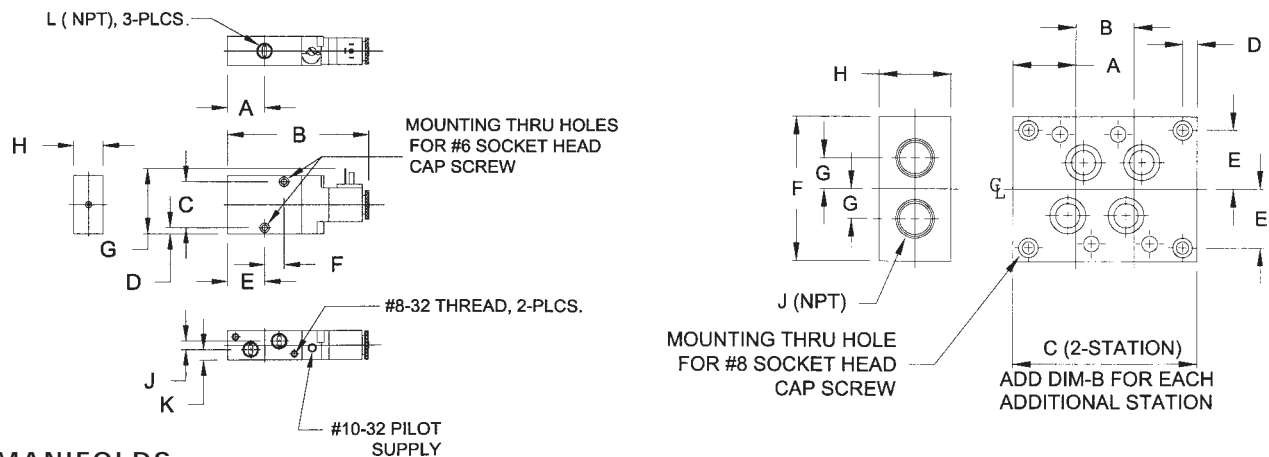 L ( NPT), 3-PLCS.
A
B
H
MOUNTING THRU HOLES
FOR #6 SOCKET HEAD
CAP SCREW
C
G
D
E
F
#8-32 THREAD, 2-PLCS.
J
K
#10-32 PILOT
SUPPLY
MANIFOLDS
H
F
G
G
J (NPT)
B
D
A
E
CL
E
MOUNTING THRU HOLE
FOR #8 SOCKET HEAD
CAP SCREW
C (2-STATION)
ADD DIM-B FOR EACH
ADDITIONAL STATION